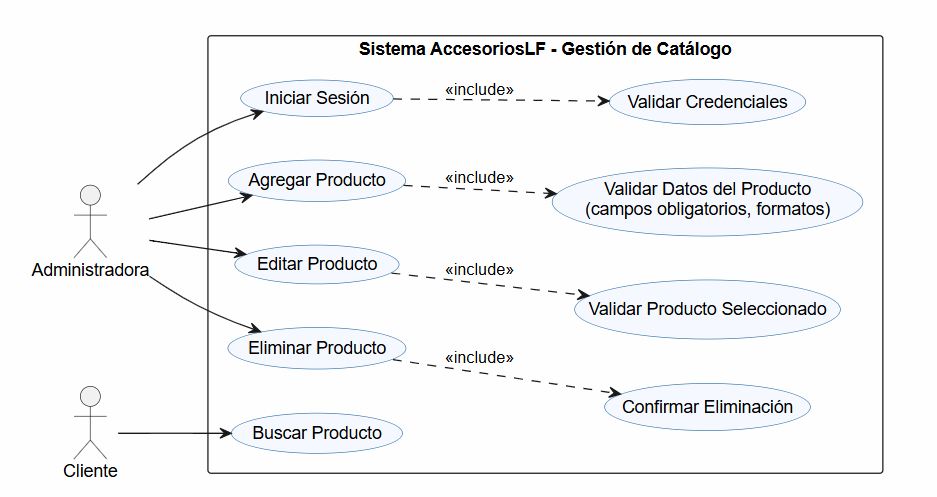 Sistema AccesoriosLF - Gestión de Catálogo
Iniciar Sesión
«include»
Validar Credenciales
Agregar Producto
«include»
Validar Datos del Producto
(campos obligatorios, formatos)
Administradora
Editar Producto
«include»
Validar Producto Seleccionado
Eliminar Producto
«include»
Confirmar Eliminación
Buscar Producto
Cliente